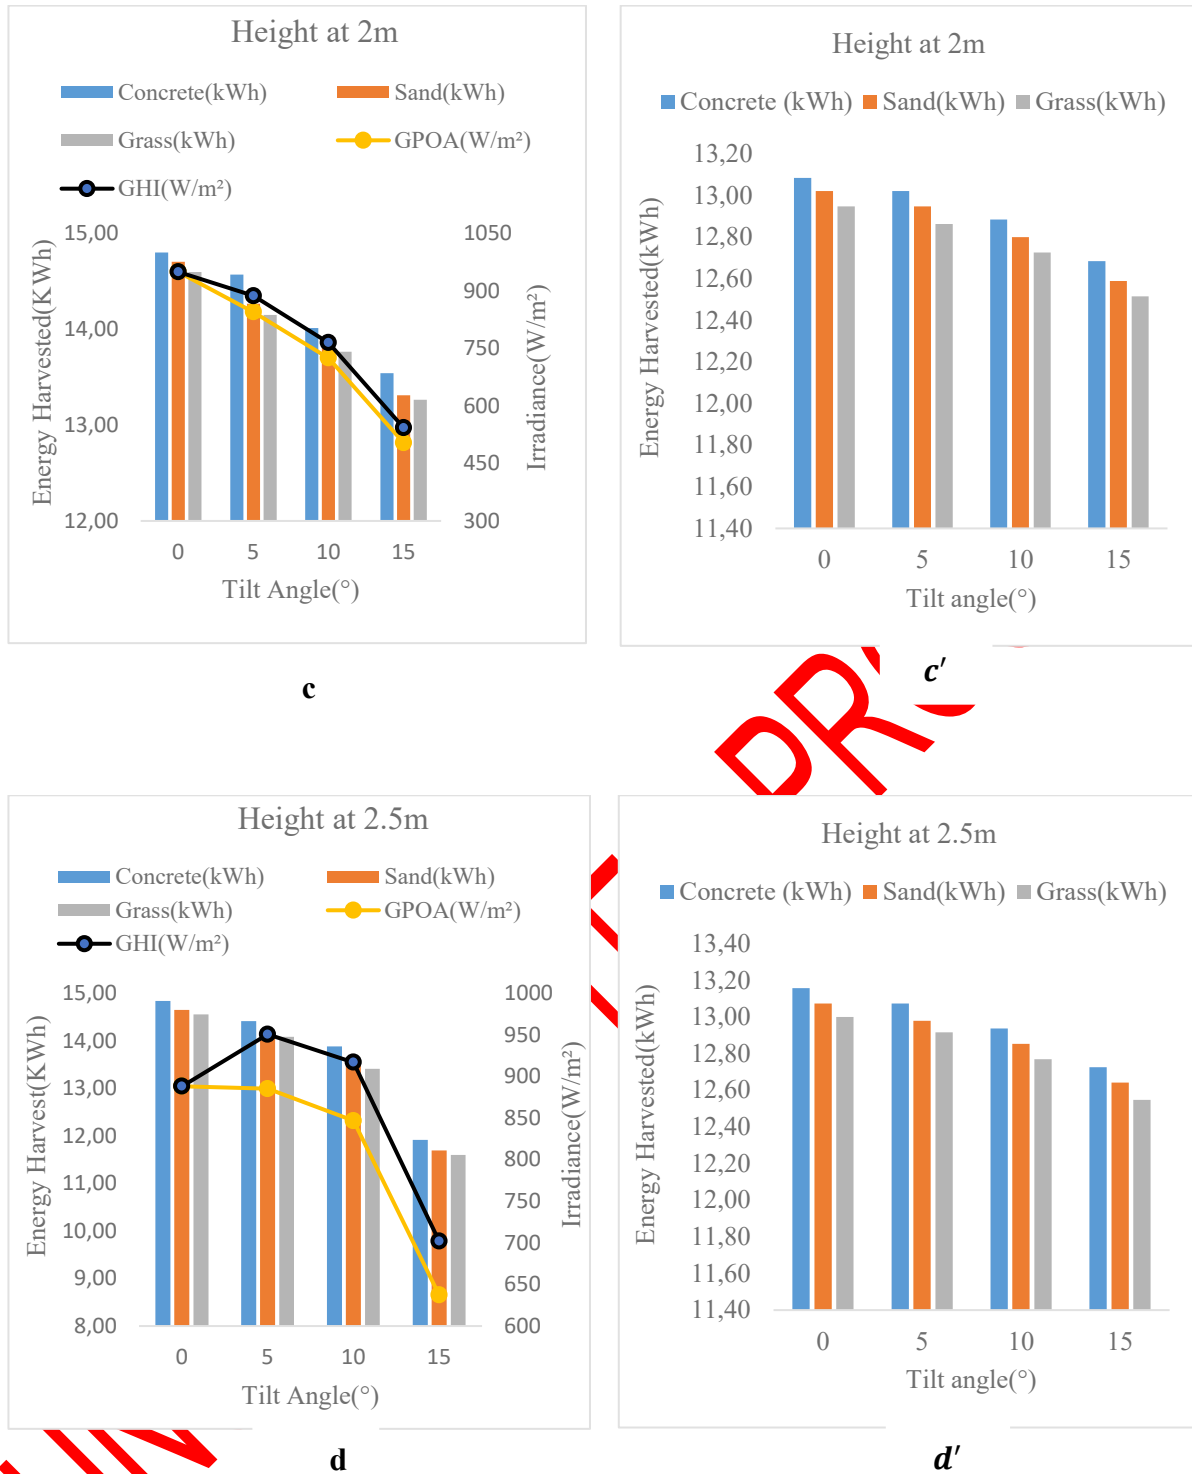 Height at 2m
Concrete(kWh) Sand(kWh)
Grass(kWh) GPOA(W/m²)
GHI(W/m²)
Energy Harvested(KWh)
15,00
14,00
13,00
12,00
1050
900
750
600
450
300
Irradiance(W/m²)
0 5 10 15
Tilt Angle(°)
c
Height at 2m
Concrete (kWh) Sand(kWh) Grass(kWh)
Energy Harvested(kWh)
13,20
13,00
12,80
12,60
12,40
12,20
12,00
11,80
11,60
11,40
0 5 10 15
Tilt angle(°)
c′
Height at 2.5m
Concrete(kWh) Sand(kWh)
Grass(kWh) GPOA(W/m²)
GHI(W/m²)
Energy Harvest(KWh)
15,00
14,00
13,00
12,00
11,00
10,00
9,00
8,00
1000
950
900
850
800
750
700
650
600
Irradiance(W/m²)
0 5 10 15
Tilt Angle(°)
d
Height at 2.5m
Concrete (kWh) Sand(kWh) Grass(kWh)
Energy Harvested(kWh)
13,40
13,20
13,00
12,80
12,60
12,40
12,20
12,00
11,80
11,60
11,40
0 5 10 15
Tilt angle(°)
d′